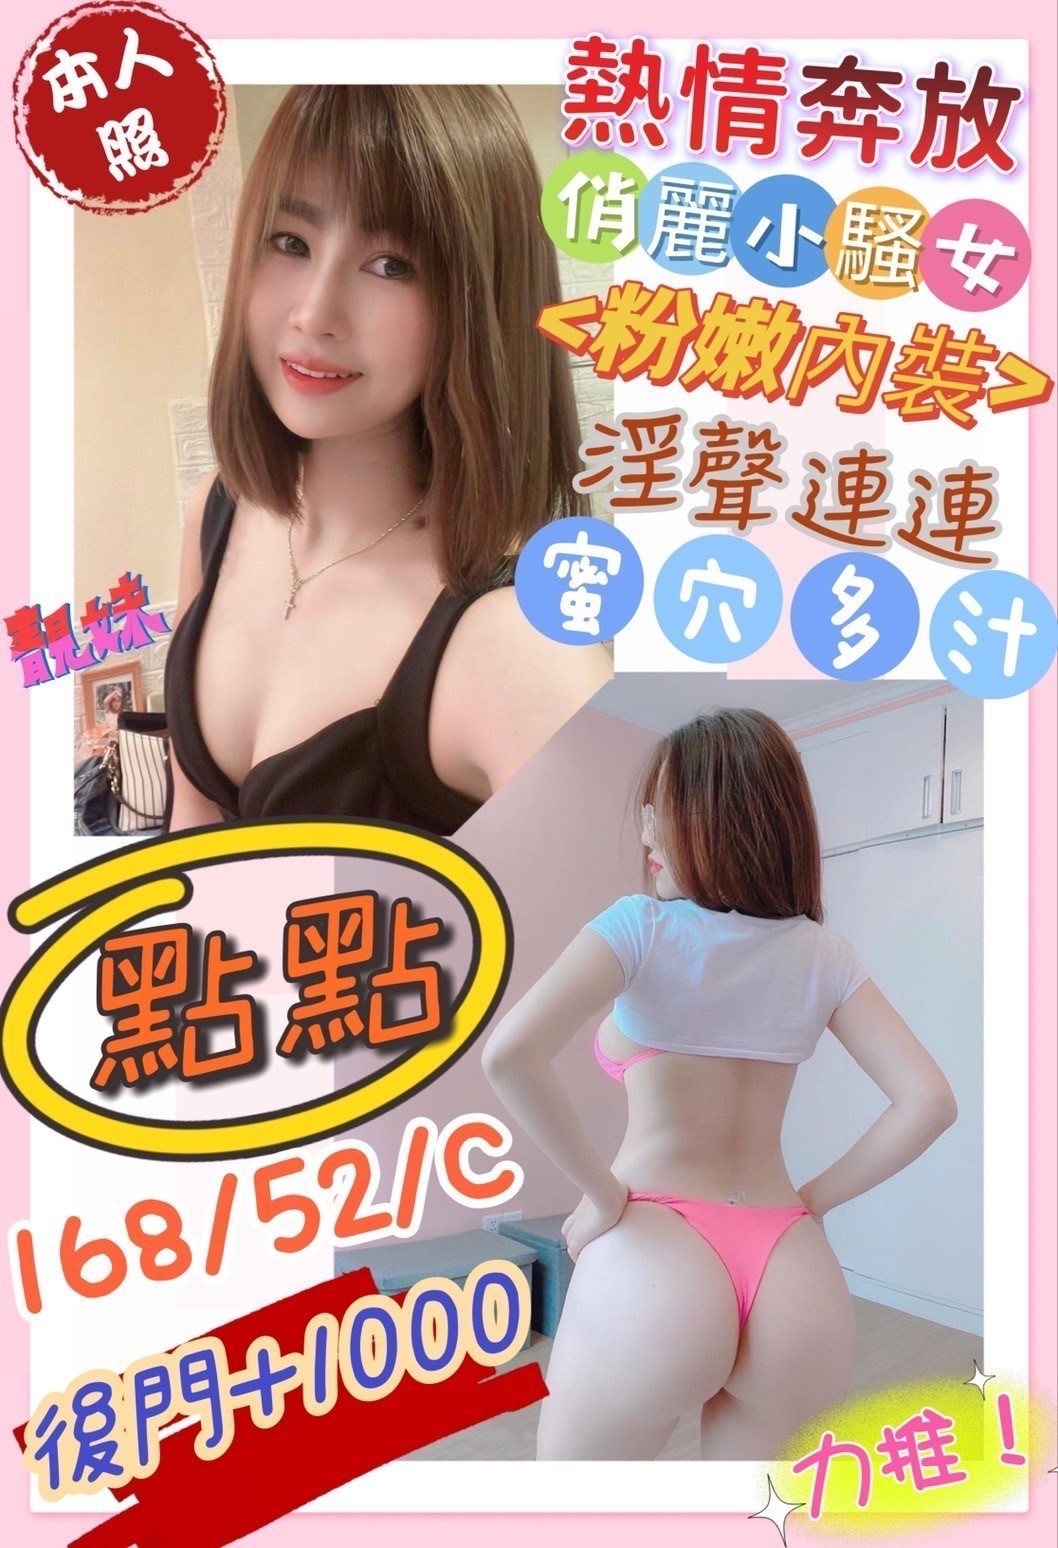 本人
照
熱情奔放
俏麗小騷女
<粉嫩內裝>
淫聲連連
蜜穴多汁
靚妹
點點
168/52/C
後門+1000
力推！